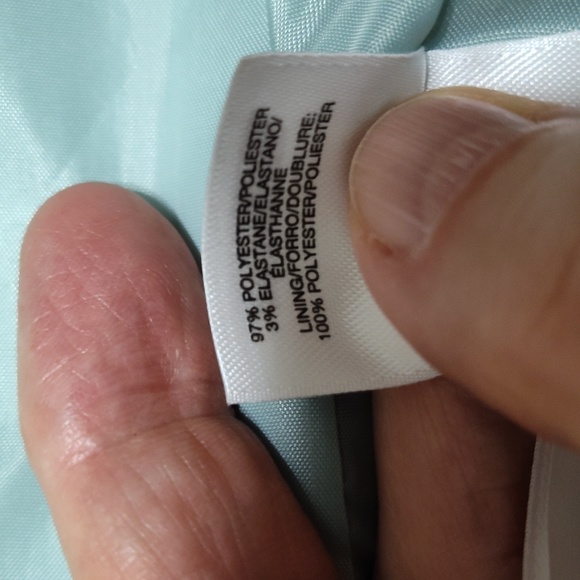 97% POLYESTER/POLIESTER
3% ELASTANE/ELASTANO/
ÉLASTHANNE
LINING/FORRO/DOUBLURE:
100% POLYESTER/POLIESTER